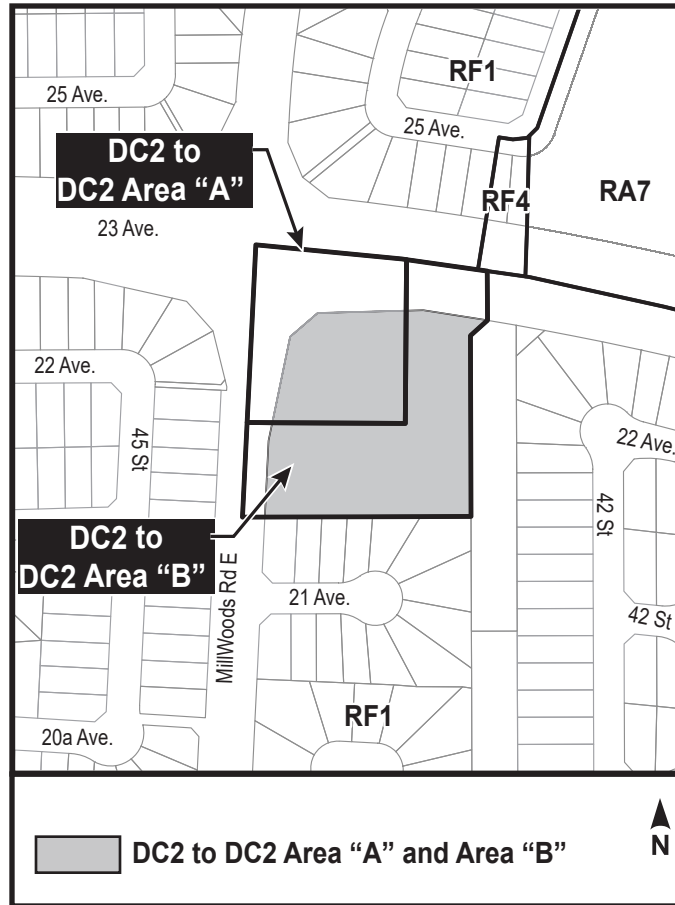 RF1
25 Ave.
25 Ave.
DC2 to
DC2 Area “A”
RF4
RA7
23 Ave.
22 Ave.
45 St
22 Ave.
42 St
DC2 to
DC2 Area “B”
MillWoods Rd E
21 Ave.
42 St
RF1
20a Ave.
DC2 to DC2 Area “A” and Area “B”
N